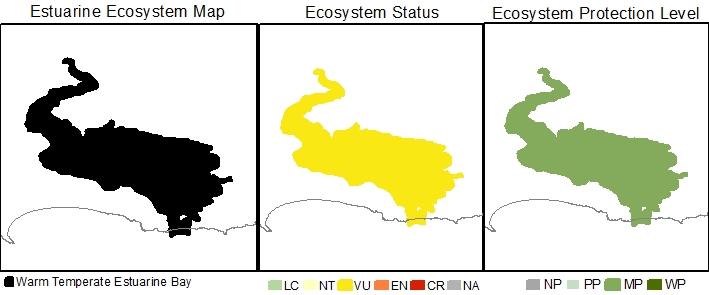 Estuarine Ecosystem Map
Ecosystem Status
Ecosystem Protection Level
Warm Temperate Estuarine Bay
LC NT VU EN CR NA
NP PP MP WP